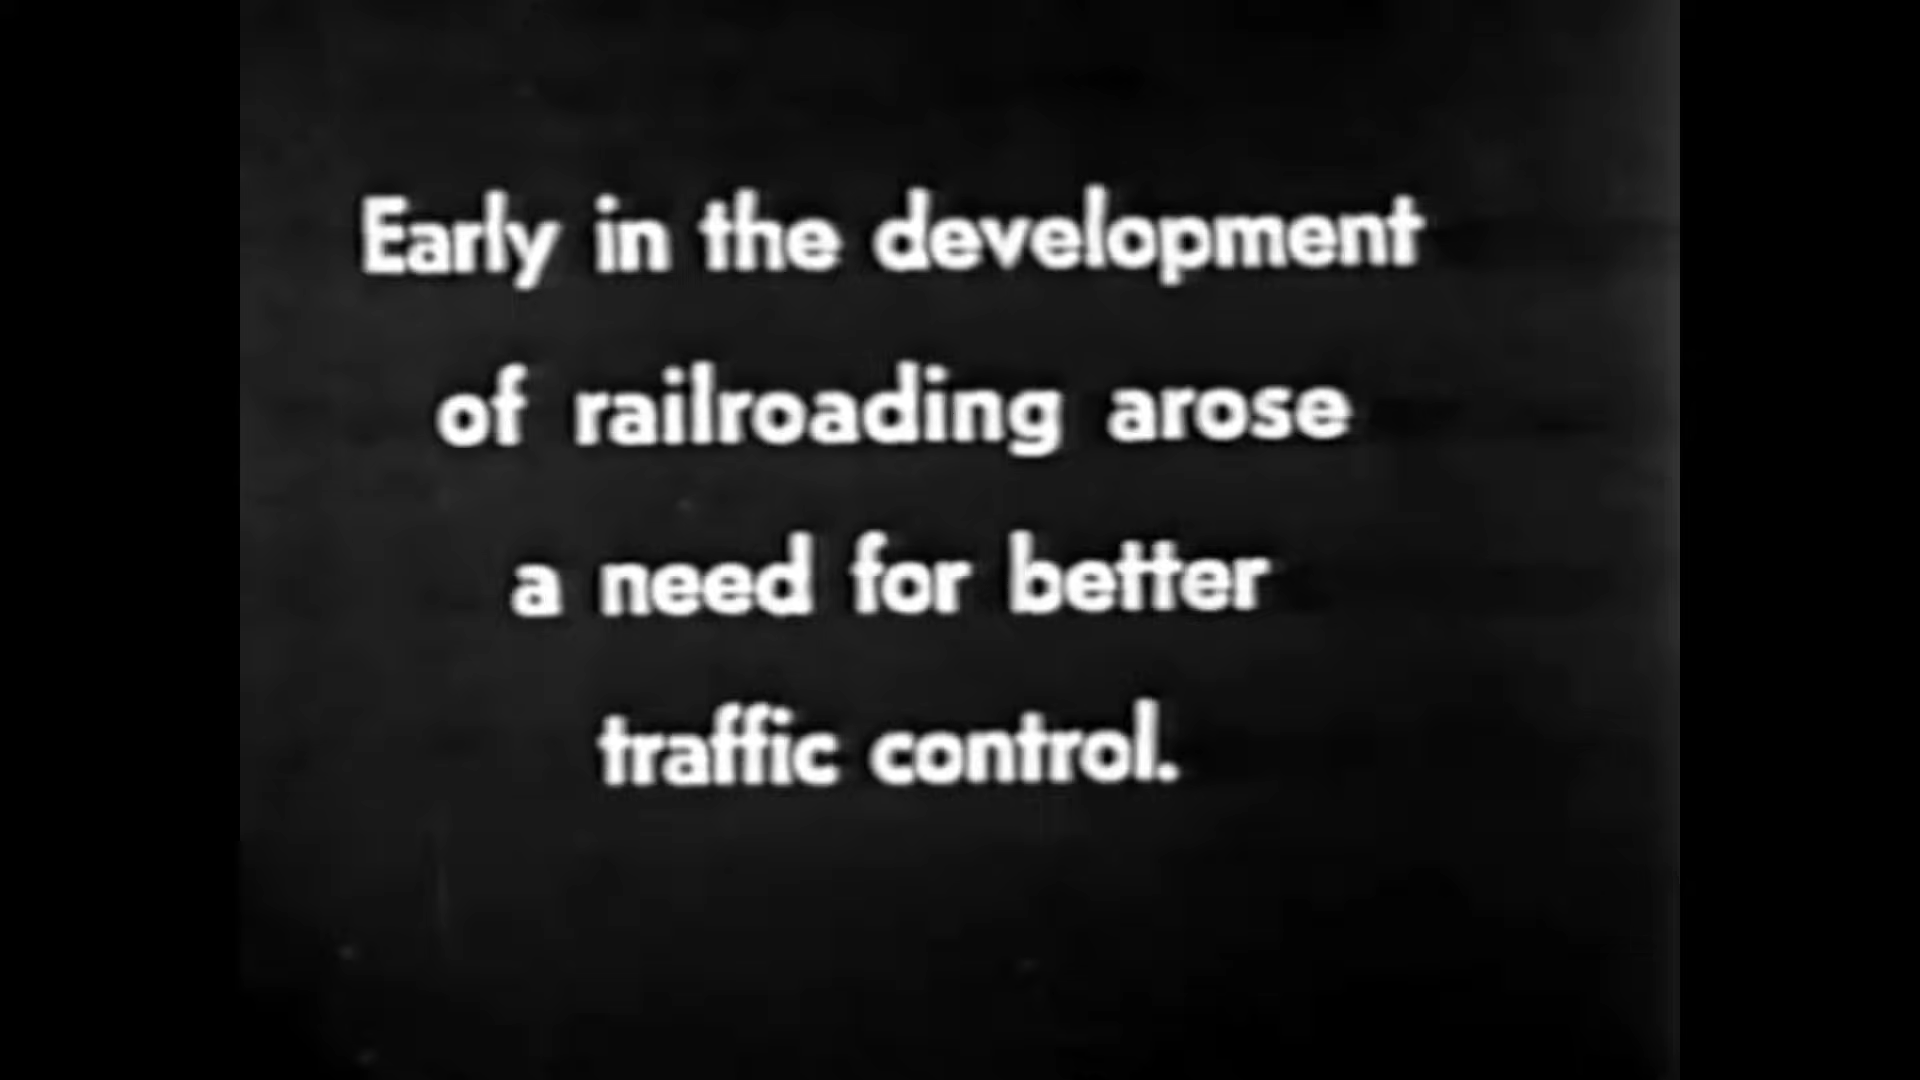 Early in the development
of railroading arose
a need for better
traffic control.